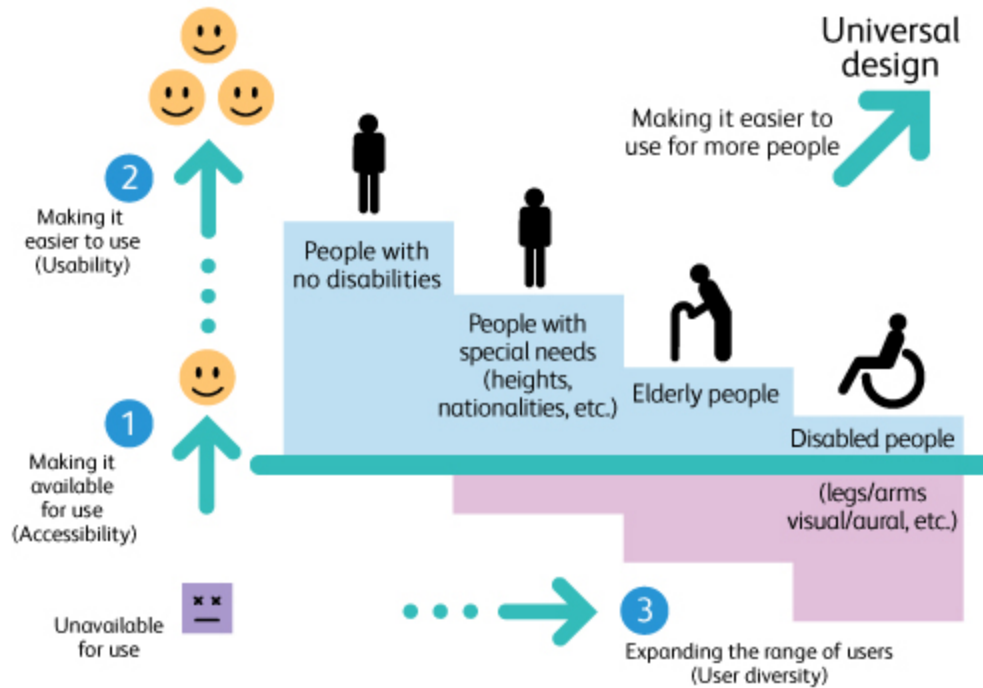 Universal
design
Making it easier to
use for more people
2
Making it
easier to use
(Usability)
People with
no disabilities
People with
special needs
(heights,
nationalities, etc.)
Elderly people
Disabled people
(legs/arms
visual/aural, etc.)
1
Making it
available
for use
(Accessibility)
Unavailable
for use
3
Expanding the range of users
(User diversity)